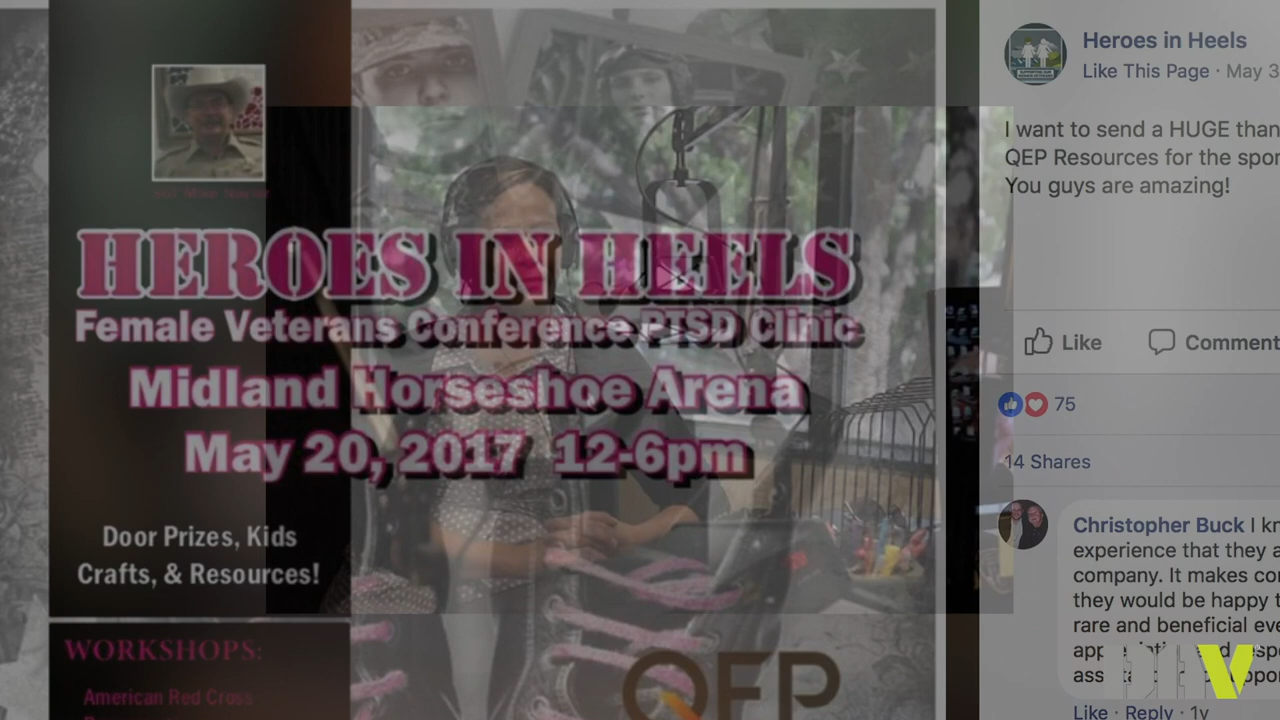 HEROES IN HEELS
Female Veterans Conference PTSD Clinic
Midland Horseshoe Arena
May 20, 2017 12-6pm
Door Prizes, Kids
Crafts, & Resources!
WORKSHOPS:
American Red Cross
QEP
Heroes in Heels
Like This Page · May 3
I want to send a HUGE than
QEP Resources for the spor
You guys are amazing!
Like Comment
75
14 Shares
Christopher Buck I kn
experience that they a
company. It makes co
they would be happy t
rare and beneficial eve
Like · Reply · 1y